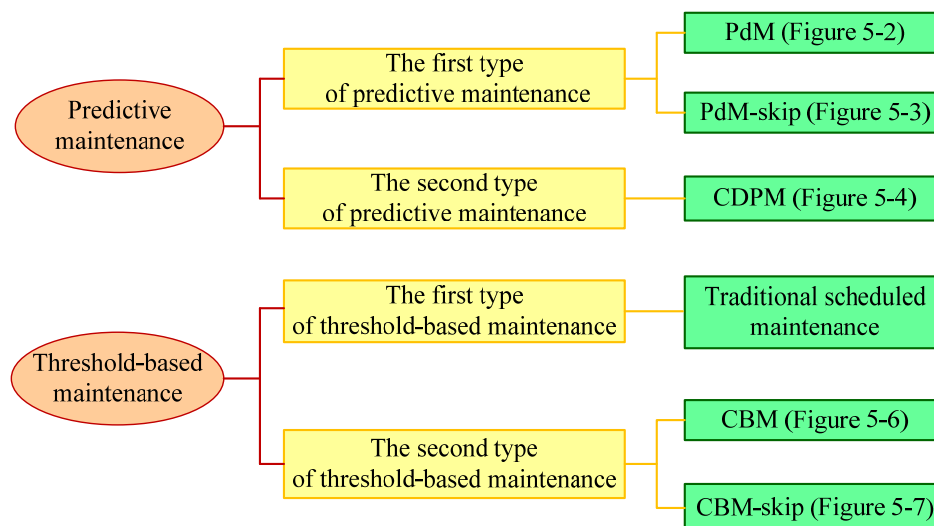 PdM (Figure 5-2)
The first type
of predictive maintenance
Predictive
maintenance
PdM-skip (Figure 5-3)
The second type
of predictive maintenance
CDPM (Figure 5-4)
The first type
of threshold-based maintenance
Traditional scheduled
maintenance
Threshold-based
maintenance
CBM (Figure 5-6)
The second type
of threshold-based maintenance
CBM-skip (Figure 5-7)